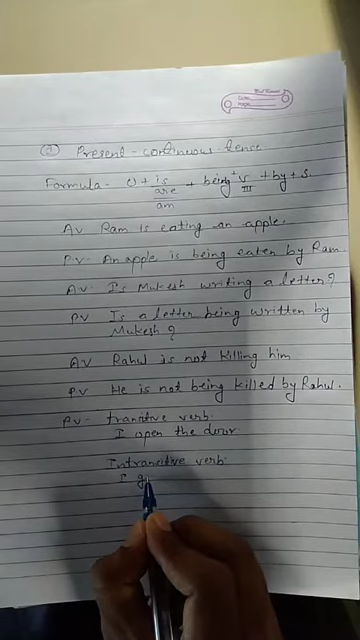 ② Present-continuous tense
Formula- O + is/are/am + being + V III + by + S.
AV Ram is eating an apple.
PV- An apple is being eaten by Ram
AV- Is Mukesh writing a letter?
PV Is a letter being written by
Mukesh?
AV Rahul is not killing him
PV He is not being killed by Rahul.
PV- transitive verb.
I open the door
Intransitive verb
I g